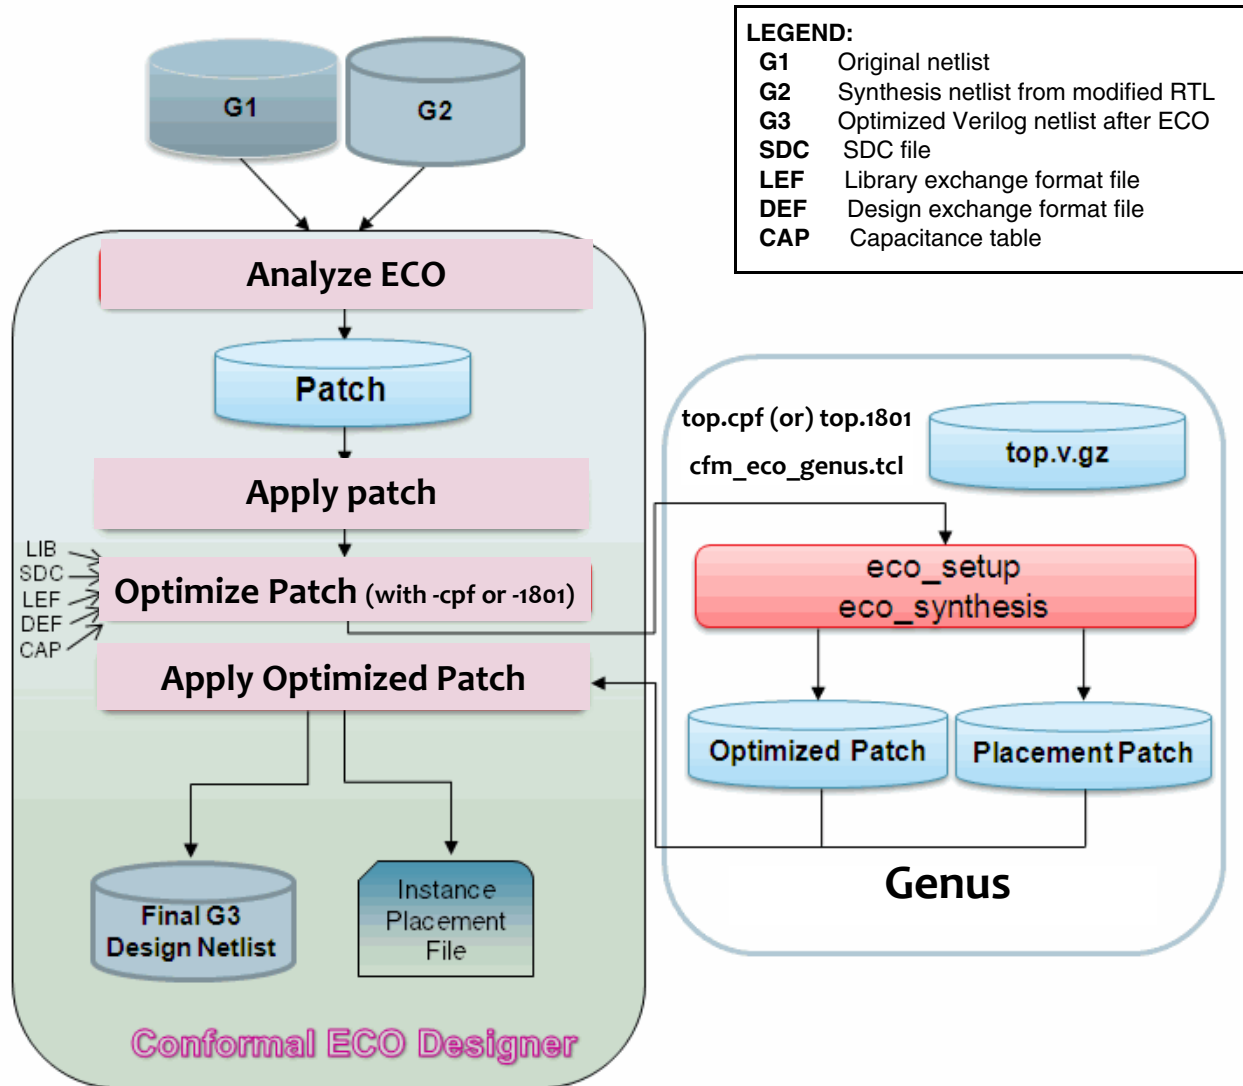 G1
G2
LEGEND:
G1 Original netlist
G2 Synthesis netlist from modified RTL
G3 Optimized Verilog netlist after ECO
SDC SDC file
LEF Library exchange format file
DEF Design exchange format file
CAP Capacitance table
Analyze ECO
Patch
Apply patch
LIB
SDC
LEF
DEF
CAP
Optimize Patch (with -cpf or -1801)
Apply Optimized Patch
Final G3
Design Netlist
Instance
Placement
File
Conformal ECO Designer
top.cpf (or) top.1801
cfm_eco_genus.tcl
top.v.gz
eco_setup
eco_synthesis
Optimized Patch
Placement Patch
Genus